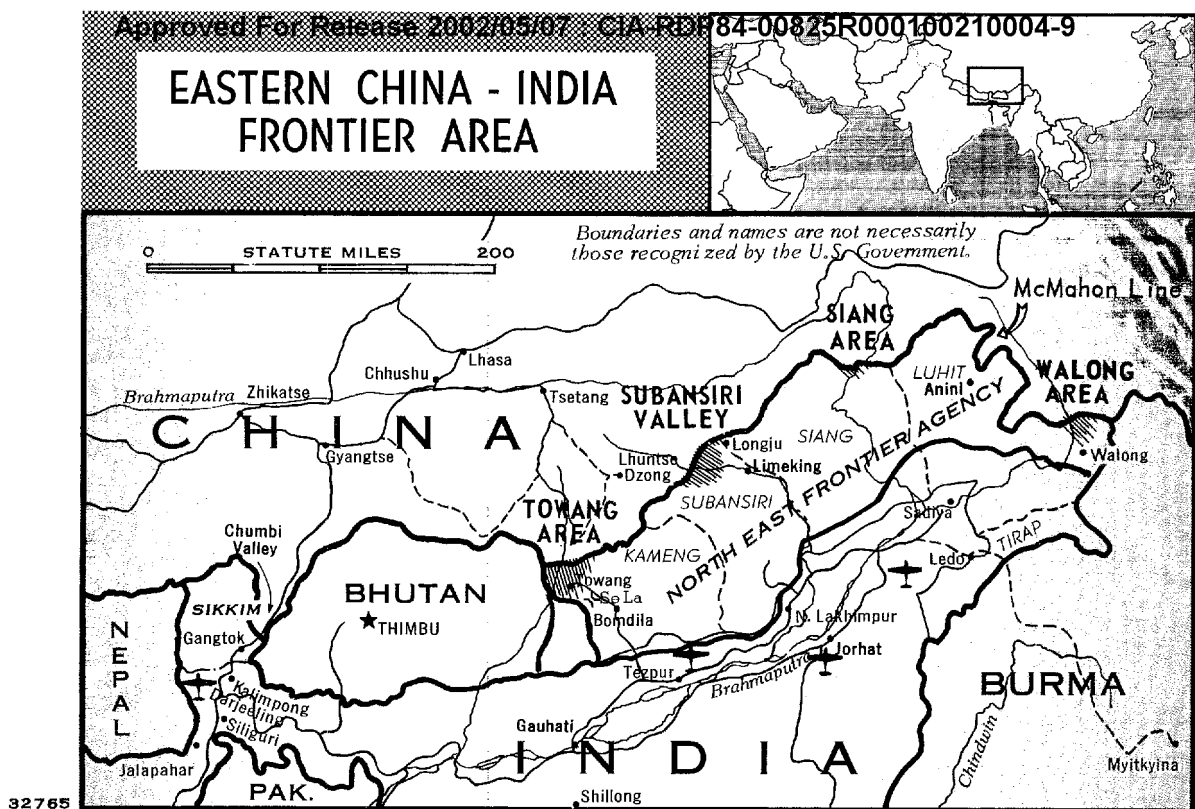 Approved For Release 2002/05/07 : CIA-RDP84-00825R000100210004-9
EASTERN CHINA - INDIA
FRONTIER AREA
Boundaries and names are not necessarily
those recognized by the U.S. Government.
0 STATUTE MILES 200
McMahon Line
SIANG
AREA
Lhasa
Chhushu
LUHIT
Anini
WALONG
AREA
Brahmaputra
Zhikatse
Tsetang
SUBANSIRI
VALLEY
CHINA
Gyangtse
Longju
SIANG
Limeking
Walong
Lhuntse
Dzong
NORTH EAST FRONTIER AGENCY
SUBANSIRI
Sadiya
TOWANG
AREA
Chumbi
Valley
KAMENG
TIRAP
Ledo
BHUTAN
Towang
Se La
Bomdila
SIKKIM
THIMBU
N. Lakhimpur
NEPAL
Gangtok
Jorhat
Tezpur
Brahmaputra
BURMA
Kalimpong
Darjeeling
Siliguri
Gauhati
INDIA
Chindwin
Jalapahar
Myitkyina
PAK.
Shillong
32765